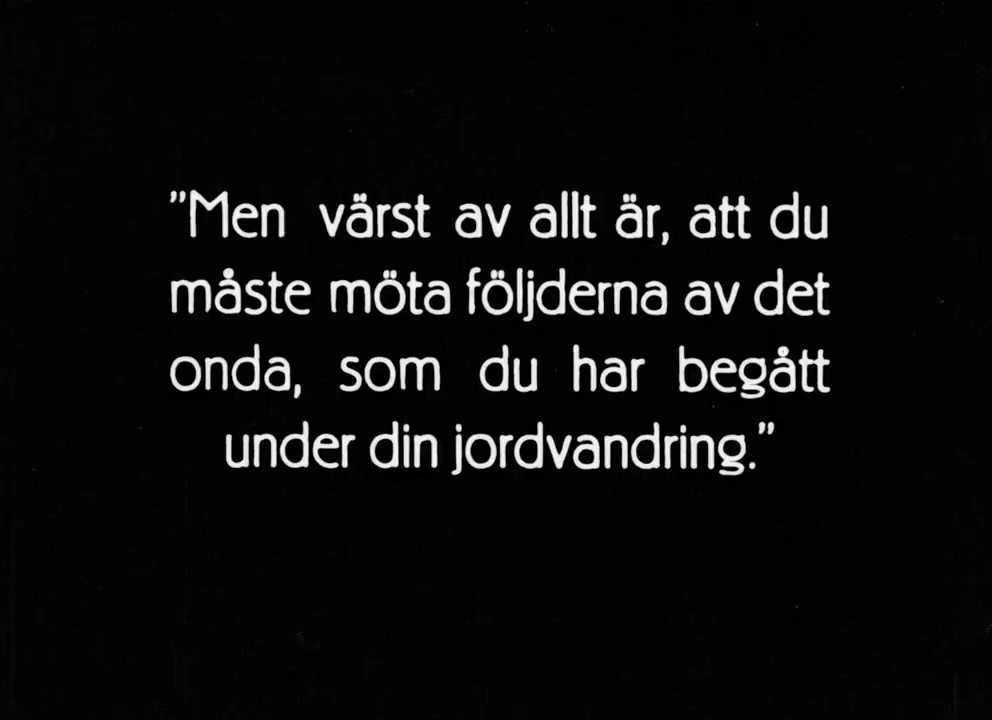 "Men värst av allt är, att du
måste möta följderna av det
onda, som du har begått
under din jordvandring."